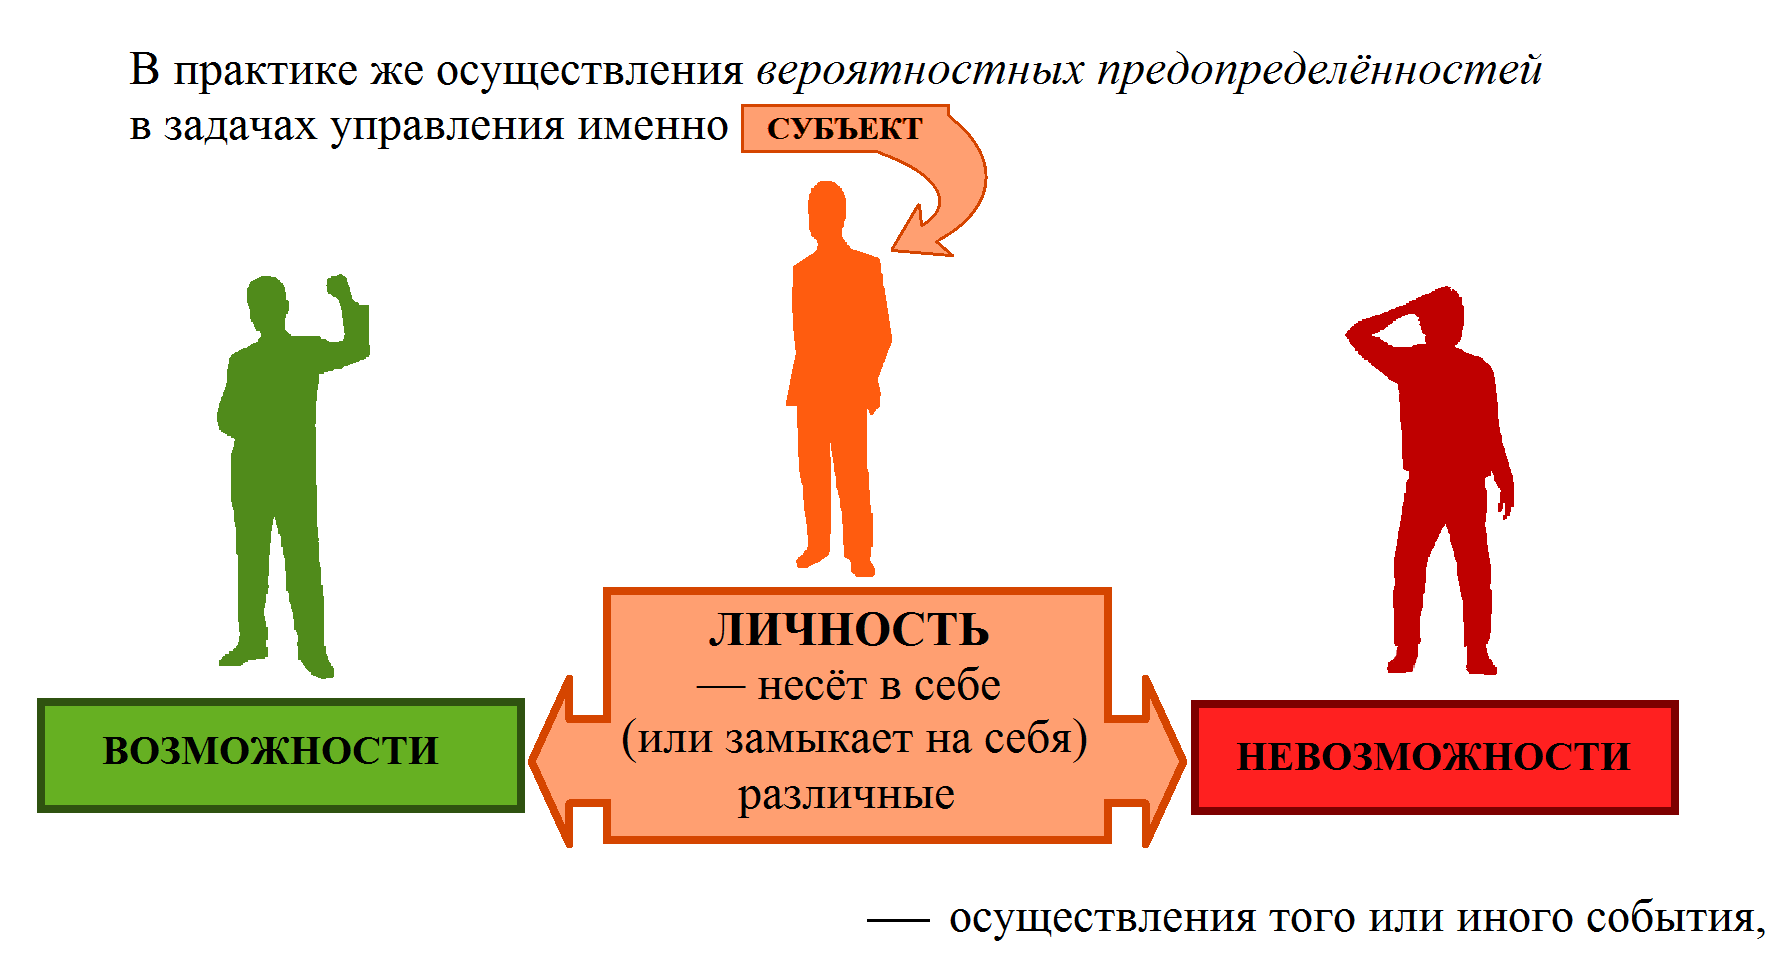 В практике же осуществления вероятностных предопределённостей
в задачах управления именно СУБЪЕКТ
ЛИЧНОСТЬ
— несёт в себе
(или замыкает на себя)
различные
ВОЗМОЖНОСТИ
НЕВОЗМОЖНОСТИ
— осуществления того или иного события,